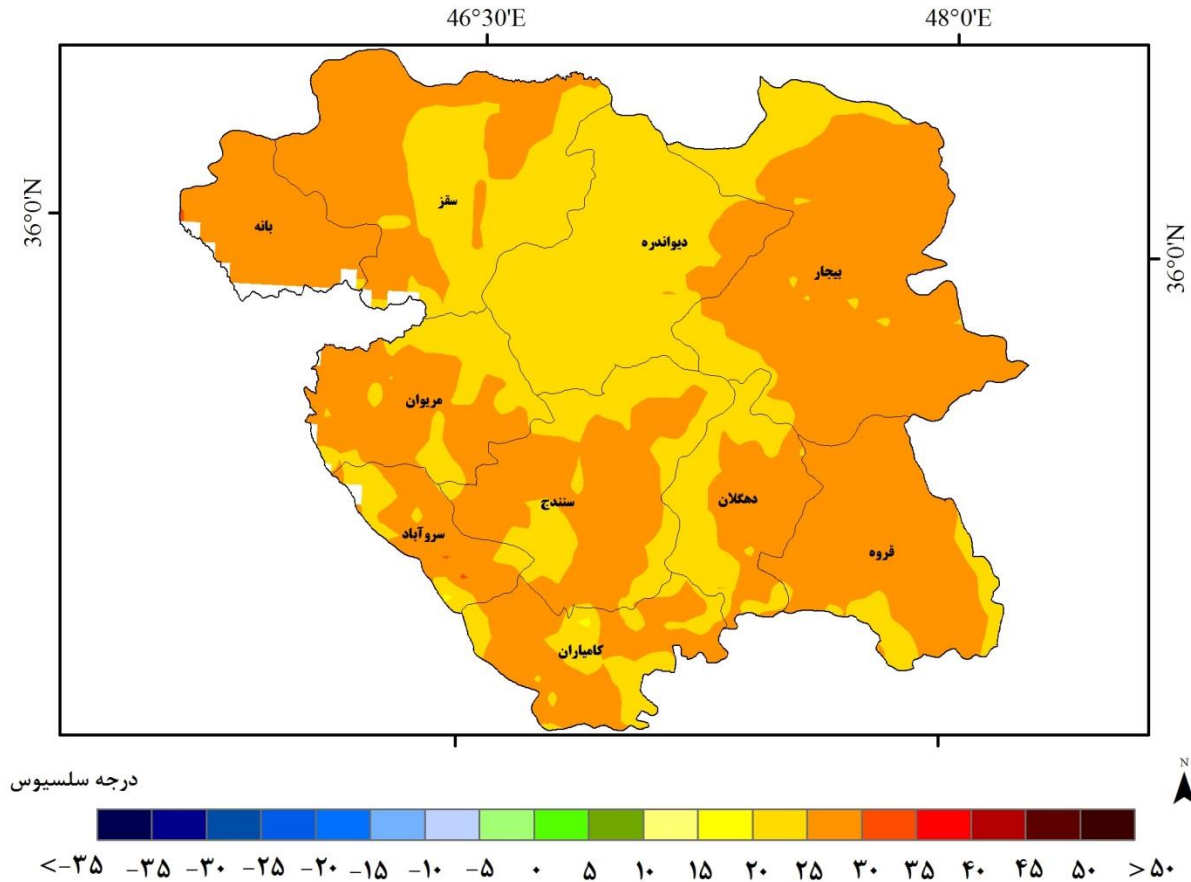 46°30'E
48°0'E
36°0'N
36°0'N
سقز
بانه
دیواندره
بیجار
مریوان
سنندج
دهگلان
سروآباد
قروه
کامیاران
درجه سلسیوس
N
<-۳۵ -۳۵ -۳۰ -۲۵ -۲۰ -۱۵ -۱۰ -۵ ۰ ۵ ۱۰ ۱۵ ۲۰ ۲۵ ۳۰ ۳۵ ۴۰ ۴۵ ۵۰ >۵۰